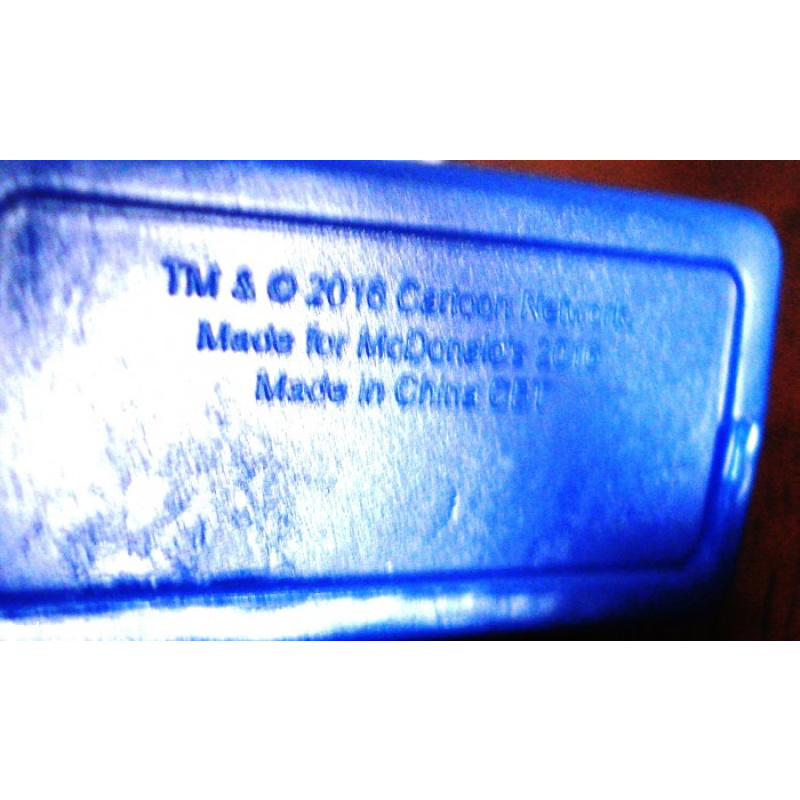 TM & © 2016 Cartoon Network.
Made for McDonald's 2016
Made in China